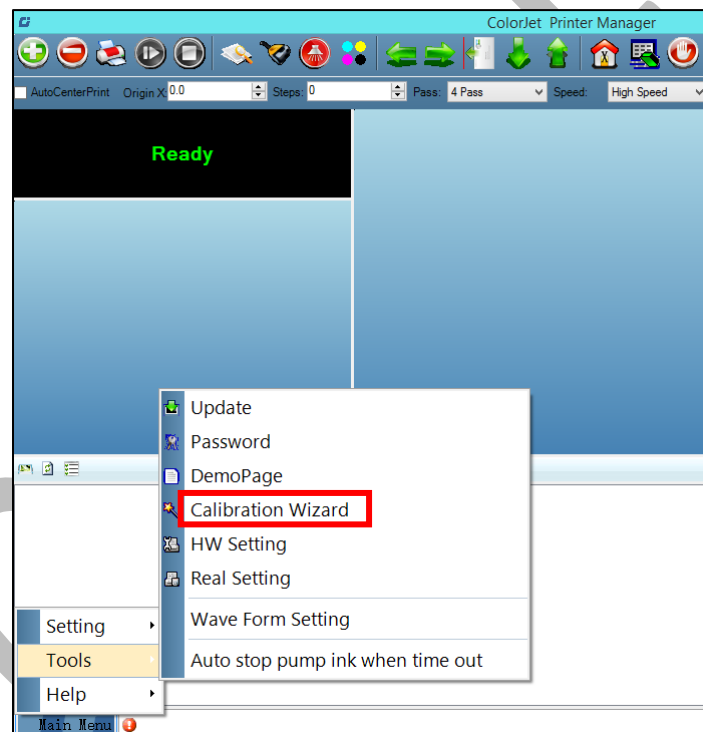 ColorJet Printer Manager
AutoCenterPrint Origin X: 0.0 Steps: 0 Pass: 4 Pass Speed: High Speed
Ready
Update
Password
DemoPage
Calibration Wizard
HW Setting
Real Setting
Wave Form Setting
Auto stop pump ink when time out
Setting
Tools
Help
Main Menu